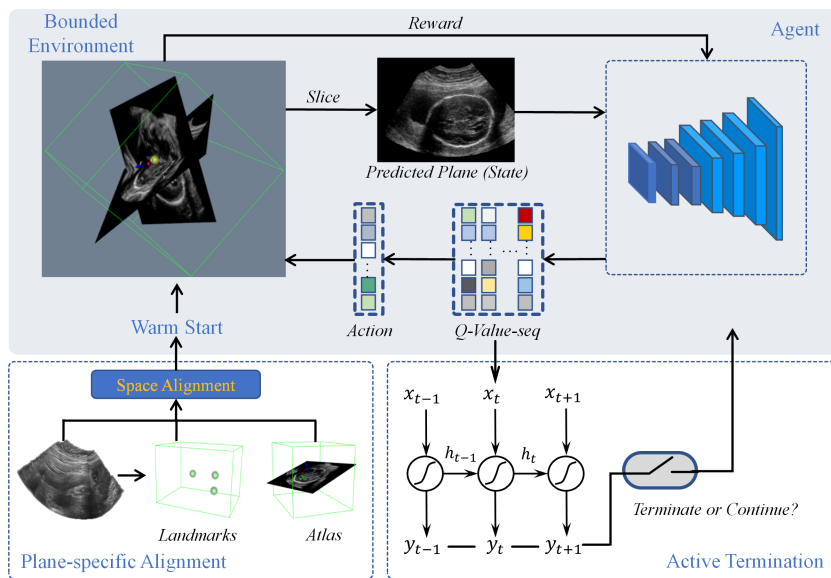 Bounded
Environment
Reward
Agent
Slice
Predicted Plane (State)
Action
Q-Value-seq
Warm Start
Space Alignment
Landmarks
Atlas
Plane-specific Alignment
x_{t-1} x_t x_{t+1}
h_{t-1} h_t
y_{t-1} y_t y_{t+1}
Terminate or Continue?
Active Termination